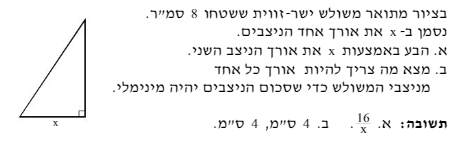 בציור מתואר משולש ישר-זווית ששטחו 8 סמ״ר.
נסמן ב- x את אורך אחד הניצבים.
א. הבע באמצעות x את אורך הניצב השני.
ב. מצא מה צריך להיות אורך כל אחד
מניצבי המשולש כדי שסכום הניצבים יהיה מינימלי.
תשובה: א. 16/x. ב. 4 ס״מ, 4 ס״מ.
x